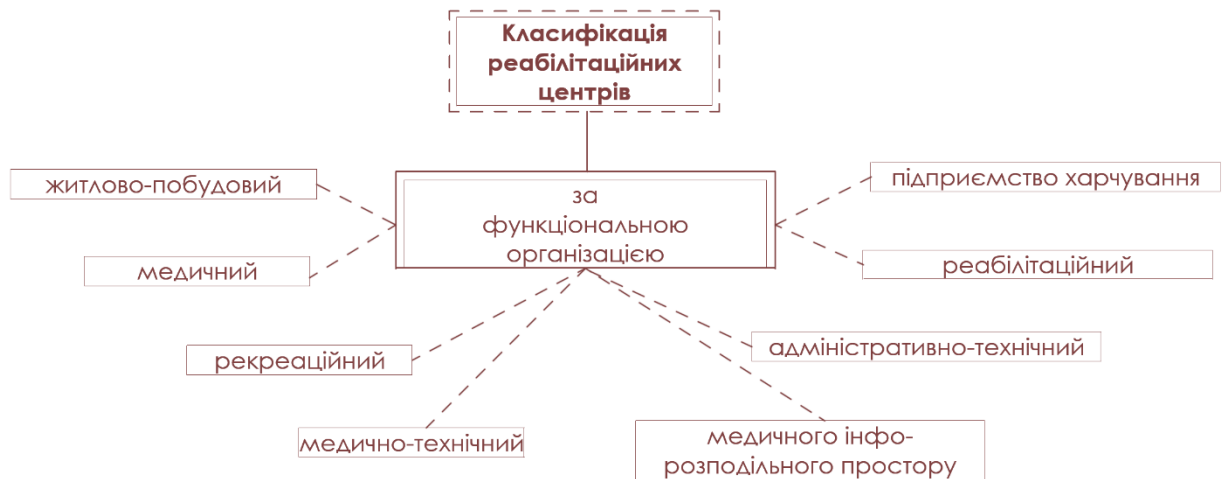 Класифікація
реабілітаційних
центрів
житлово-побудовий
підприємство харчування
за
функціональною
організацією
медичний
реабілітаційний
рекреаційний
адміністративно-технічний
медично-технічний
медичного інфо-
розподільного простору